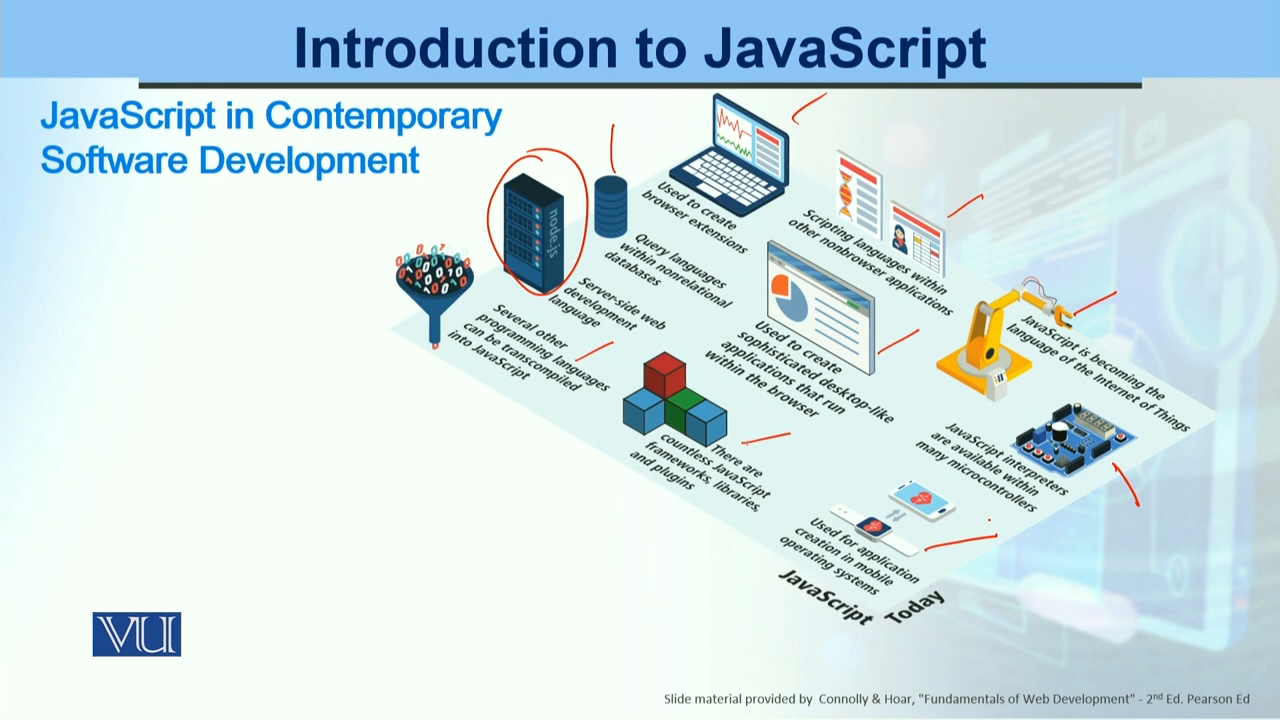 Introduction to JavaScript
JavaScript in Contemporary
Software Development
Used to create
browser extensions
Scripting languages within
other nonbrowser applications
node.js
Query languages
within nonrelational
databases
Server-side web
development
language
Several other
programming languages
can be transcompiled
into JavaScript
Used to create
sophisticated desktop-like
applications that run
within the browser
JavaScript is becoming the
language of the Internet of Things
There are
countless JavaScript
frameworks, libraries,
and plugins
JavaScript interpreters
are available within
many microcontrollers
Used for application
creation in mobile
operating systems
JavaScript
Today
VU
Slide material provided by Connolly & Hoar, "Fundamentals of Web Development" - 2nd Ed. Pearson Ed